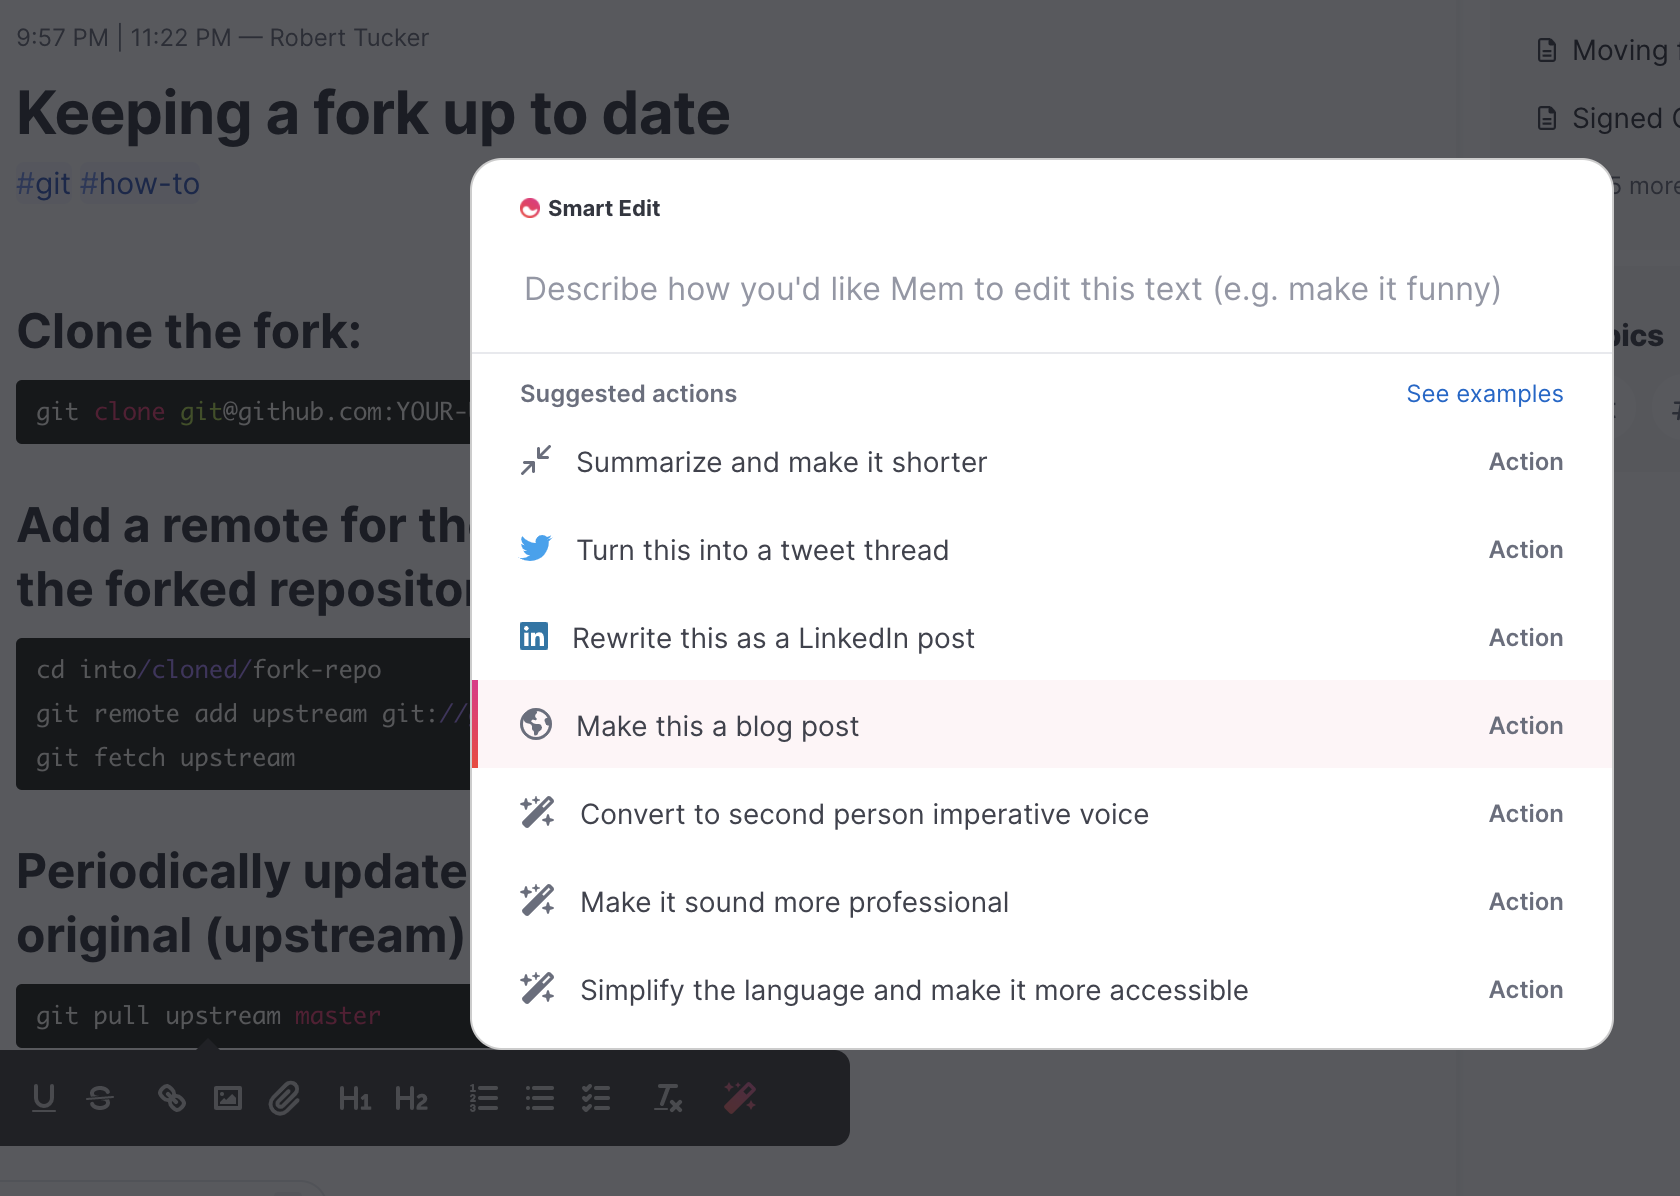 9:57 PM | 11:22 PM — Robert Tucker
Keeping a fork up to date
#git #how-to
Clone the fork:
git clone git@github.com:YOUR-
Add a remote for the
the forked repositor
cd into/cloned/fork-repo
git remote add upstream git://
git fetch upstream
Periodically update
original (upstream)
git pull upstream master
U S H1 H2 Tx
Smart Edit
Describe how you'd like Mem to edit this text (e.g. make it funny)
Suggested actions See examples
Summarize and make it shorter Action
Turn this into a tweet thread Action
in Rewrite this as a LinkedIn post Action
Make this a blog post Action
Convert to second person imperative voice Action
Make it sound more professional Action
Simplify the language and make it more accessible Action
Moving
Signed
5 more
pics
#